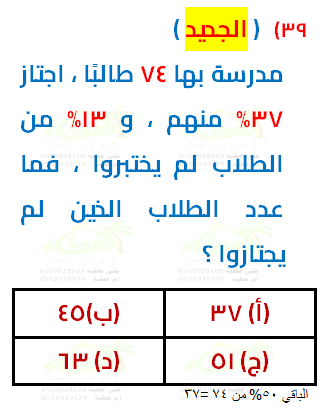 ٣٩) ( الجديد )
مدرسة بها ٧٤ طالبًا ، اجتاز
٣٧% منهم ، و ١٣% من
الطلاب لم يختبروا ، فما
عدد الطلاب الذين لم
يجتازوا ؟
(أ) ٣٧ (ب) ٤٥
(ج) ٥١ (د) ٦٣
الباقي ٥٠% من ٧٤ =٣٧